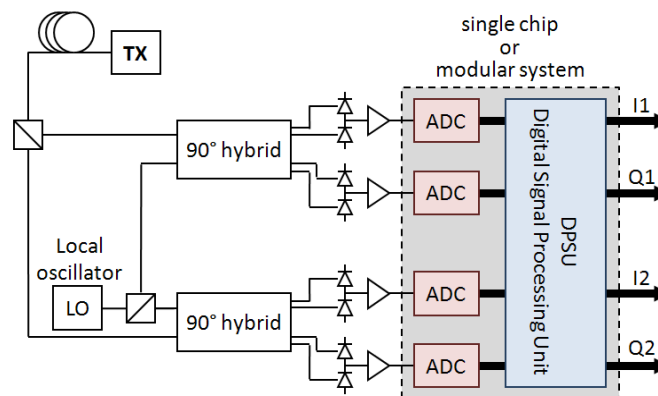 single chip
or
modular system
TX
I1
ADC
90° hybrid
Q1
ADC
DPSU
Digital Signal Processing Unit
Local
oscillator
I2
ADC
LO
90° hybrid
Q2
ADC